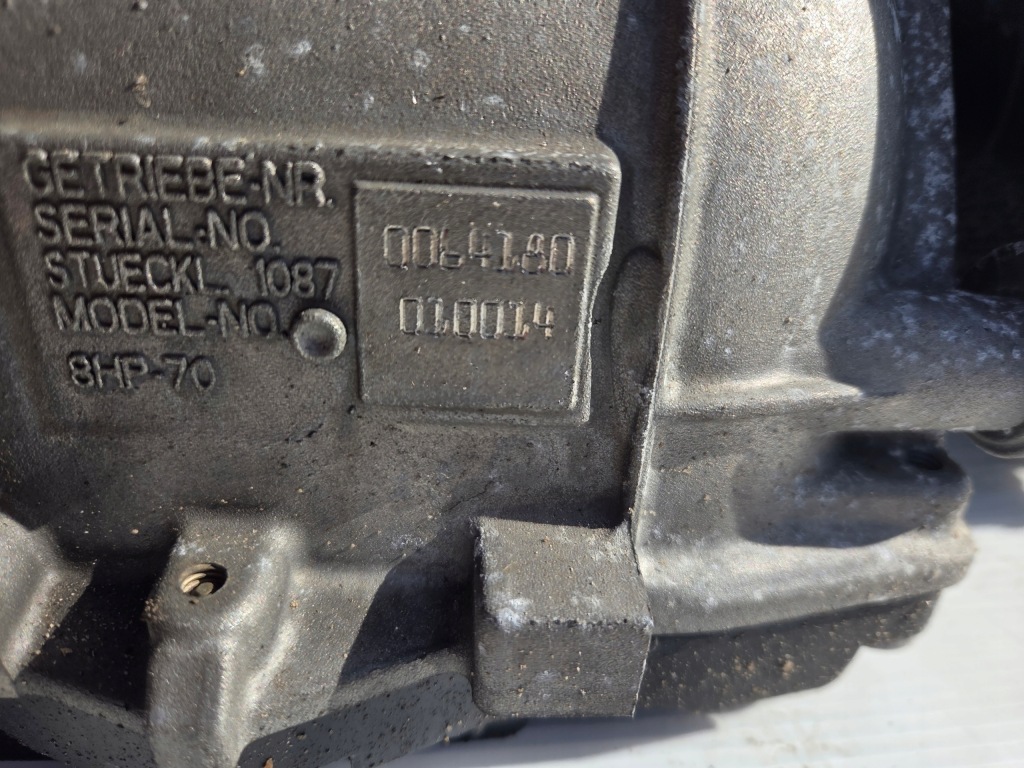 GETRIEBE-NR.
SERIAL-NO.
0064180
STUECKL. 1087
MODEL-NO.
010014
8HP-70